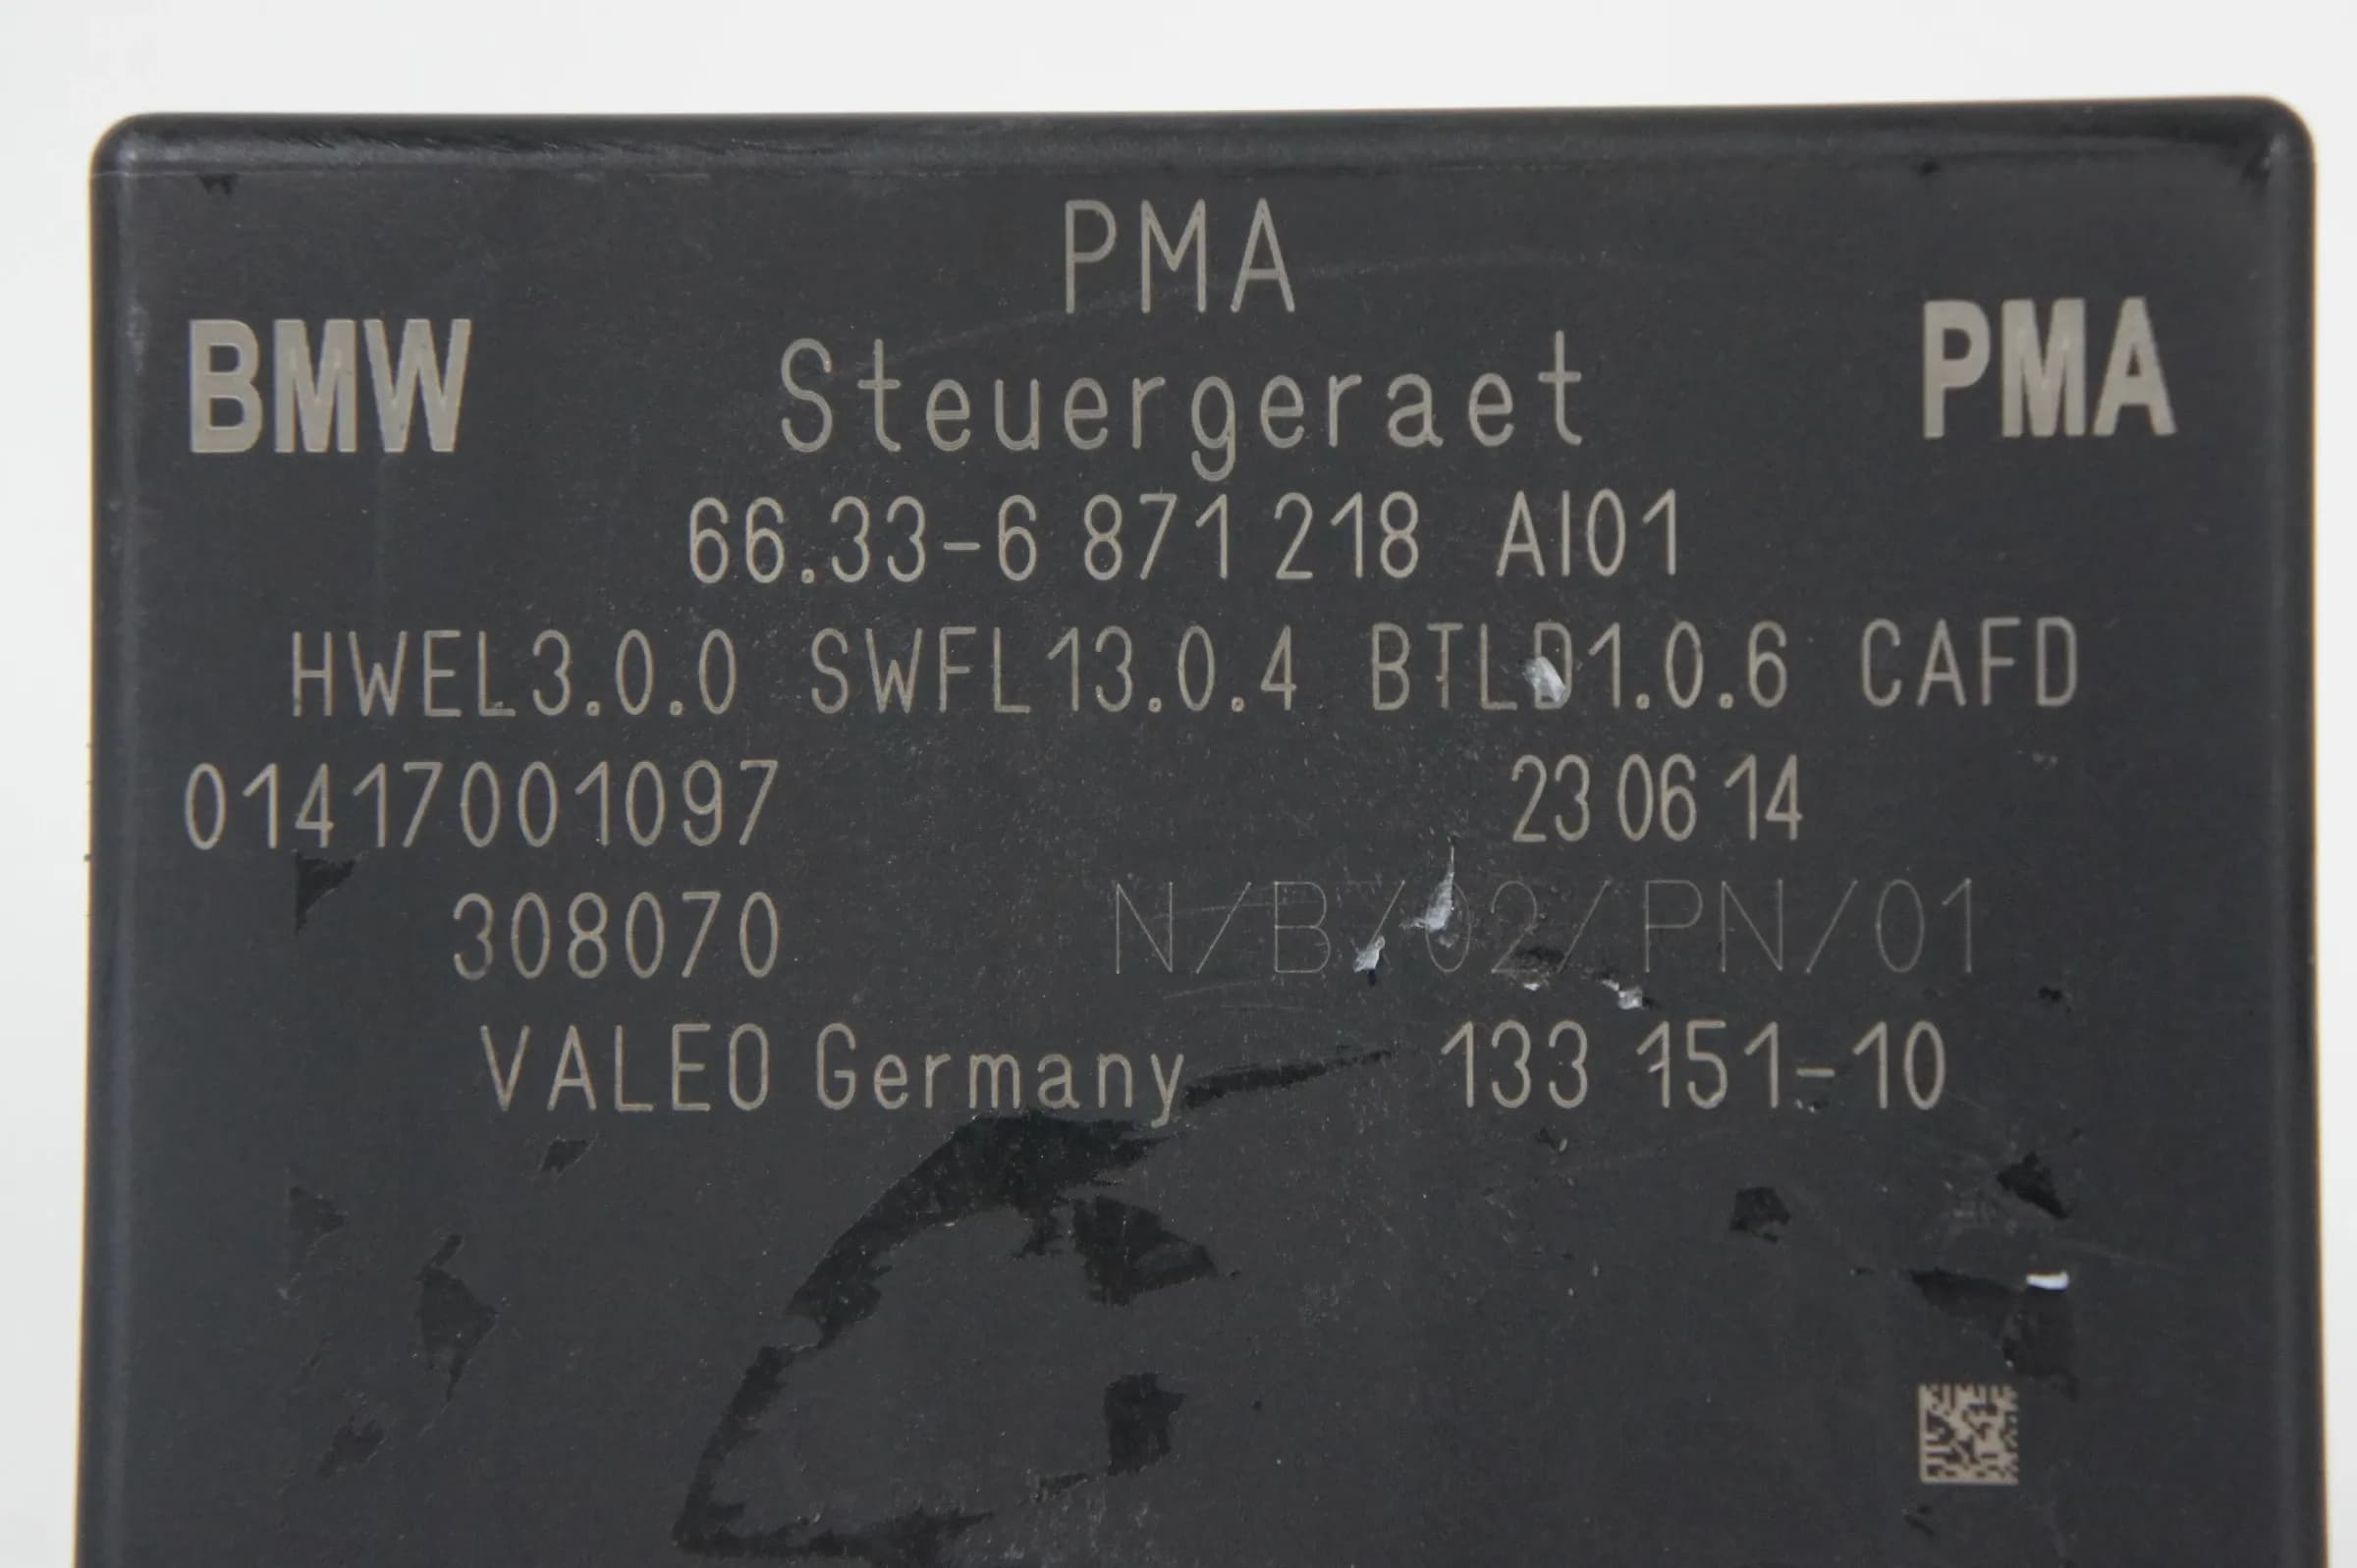 PMA
BMW Steuergeraet PMA
66.33-6 871 218 AI01
HWEL3.0.0 SWFL13.0.4 BTLD1.0.6 CAFD
01417001097 23 06 14
308070 N/B/02/PN/01
VALEO Germany 133 151-10